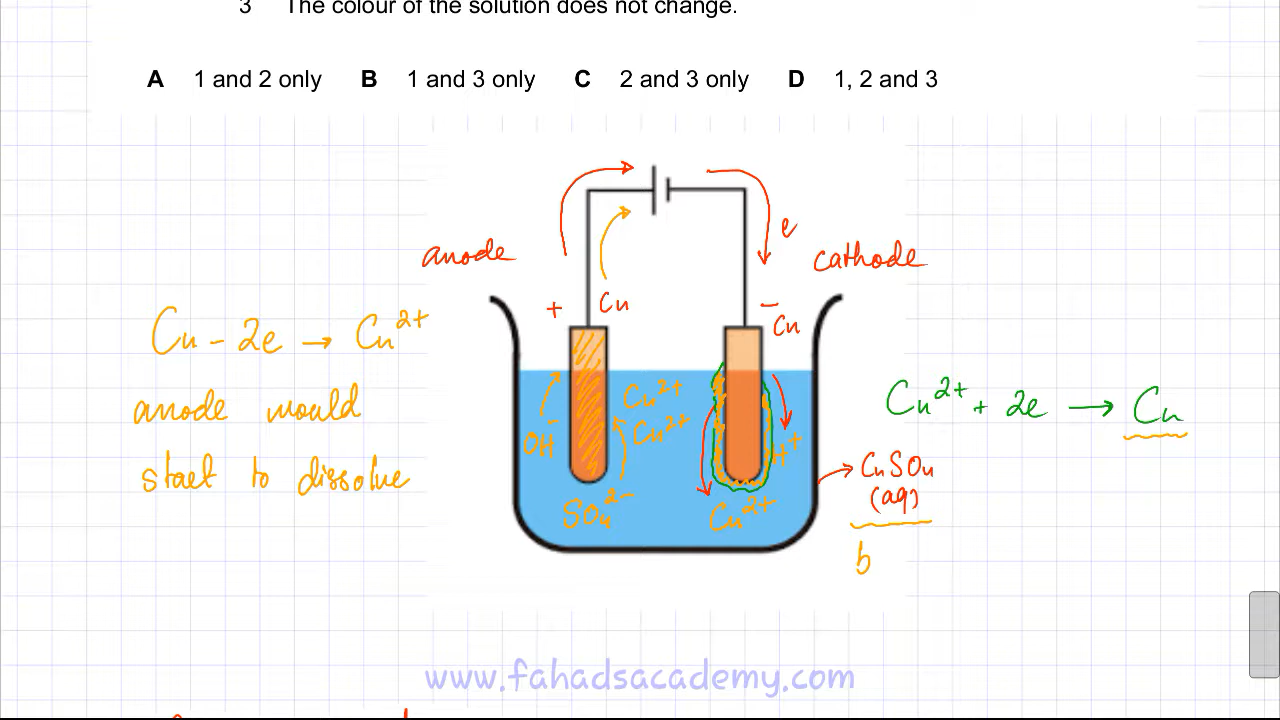 3 The colour of the solution does not change.
A 1 and 2 only B 1 and 3 only C 2 and 3 only D 1, 2 and 3
e
anode
cathode
+ Cu
− Cu
Cu − 2e → Cu²⁺
anode would
start to dissolve
Cu²⁺
Cu²⁺
OH⁻
H⁺
SO₄²⁻
Cu²⁺
Cu²⁺ + 2e → Cu
CuSO₄
(aq)
b
www.fahadsacademy.com